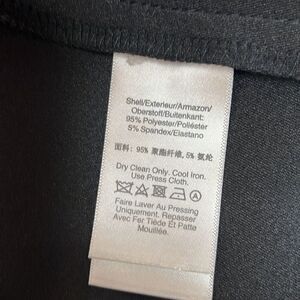 Shell/Exterieur/Armazon/
Oberstoff/Buitenkant:
95% Polyester/Poliéster
5% Spandex/Elastano
面料: 95% 聚酯纤维, 5% 氨纶
Dry Clean Only. Cool Iron.
Use Press Cloth.
Faire Laver Au Pressing
Uniquement. Repasser
Avec Fer Tiède Et Patte
Mouillée.